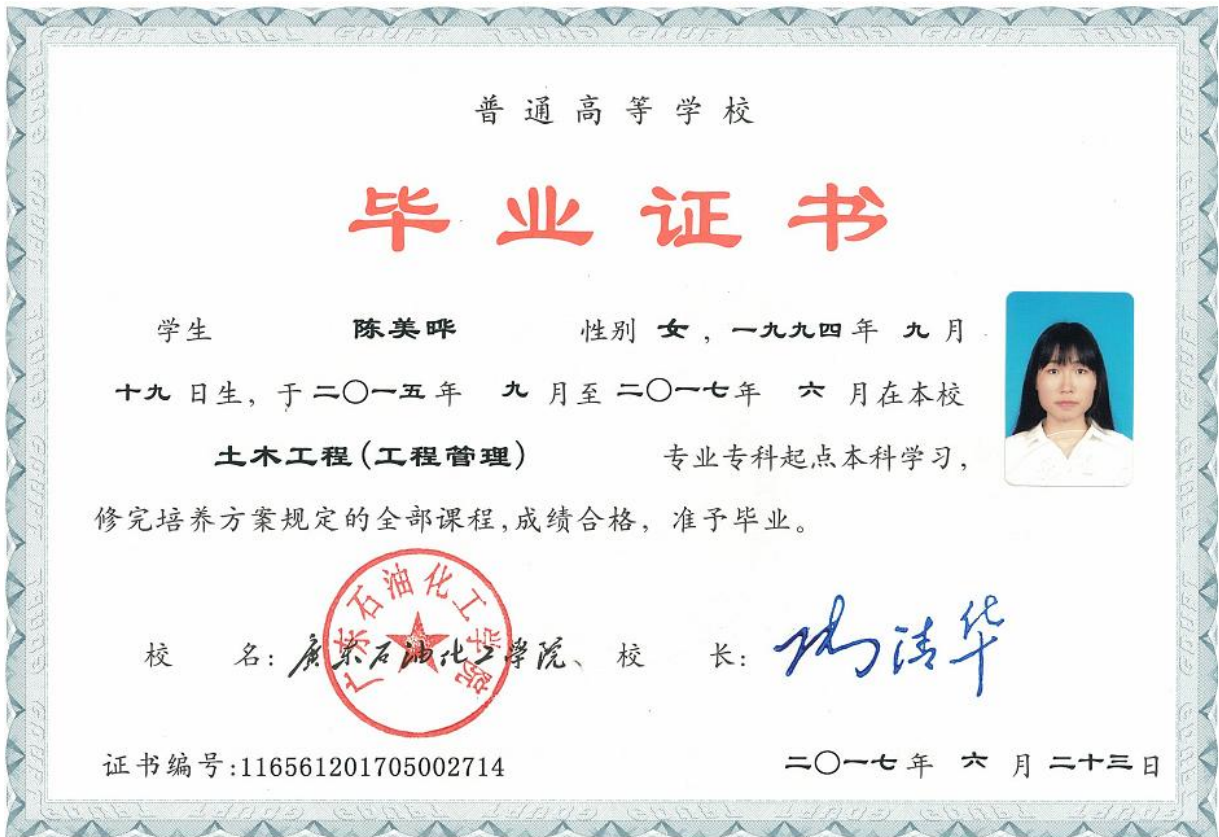 普通高等学校
毕业证书
学生 陈美晔 性别 女，一九九四年 九月
十九日生，于二〇一五年 九月至二〇一七年 六月在本校
土木工程(工程管理) 专业专科起点本科学习，
修完培养方案规定的全部课程,成绩合格，准予毕业。
广东石油化工学院
校 名：廣东石油化工學院、校 长：
证书编号:116561201705002714
二〇一七年 六月二十三日